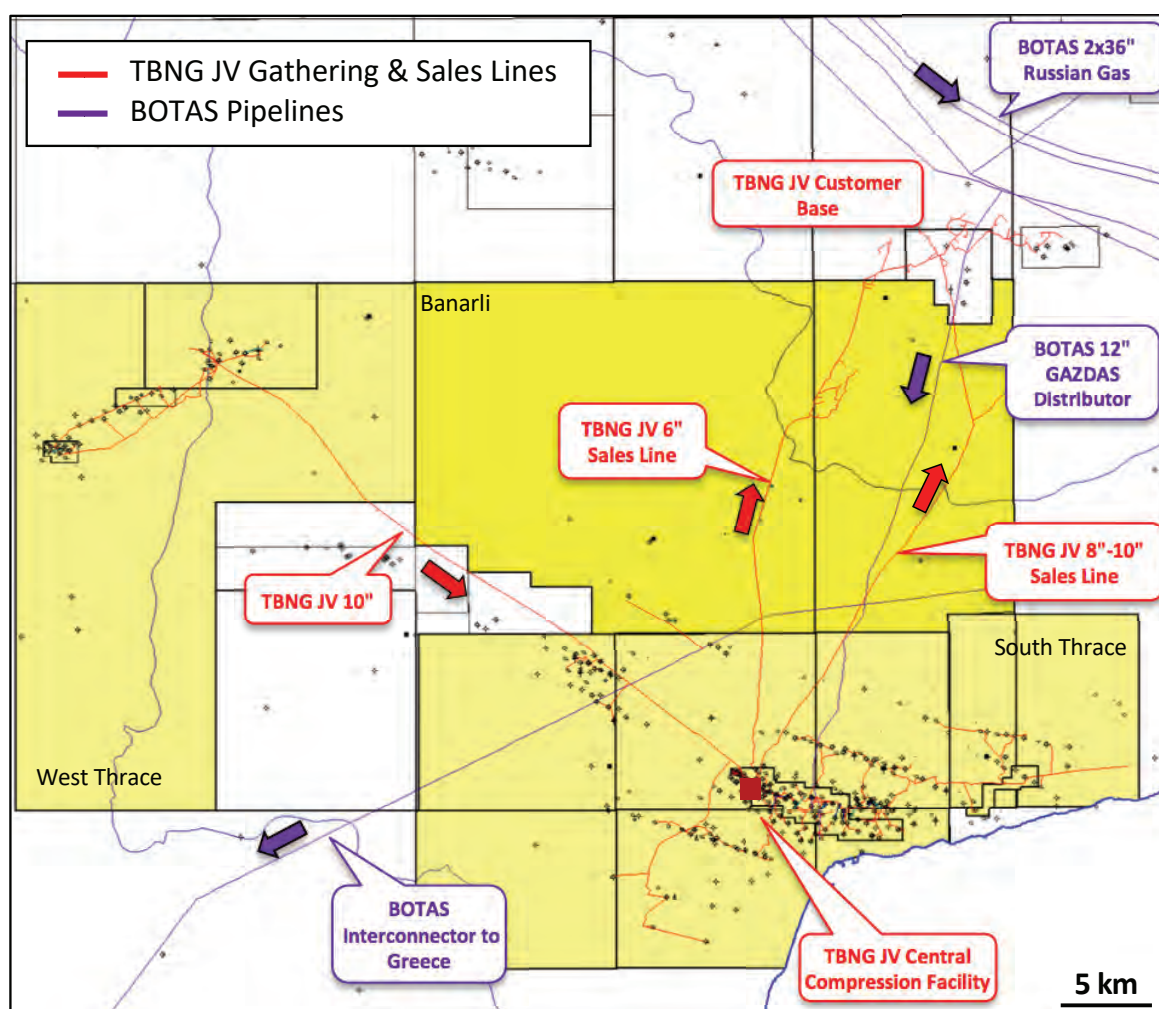 TBNG JV Gathering & Sales Lines
BOTAS Pipelines
BOTAS 2x36"
Russian Gas
TBNG JV Customer
Base
Banarli
BOTAS 12"
GAZDAS
Distributor
TBNG JV 6"
Sales Line
TBNG JV 10"
TBNG JV 8"-10"
Sales Line
South Thrace
West Thrace
BOTAS
Interconnector to
Greece
TBNG JV Central
Compression Facility
5 km